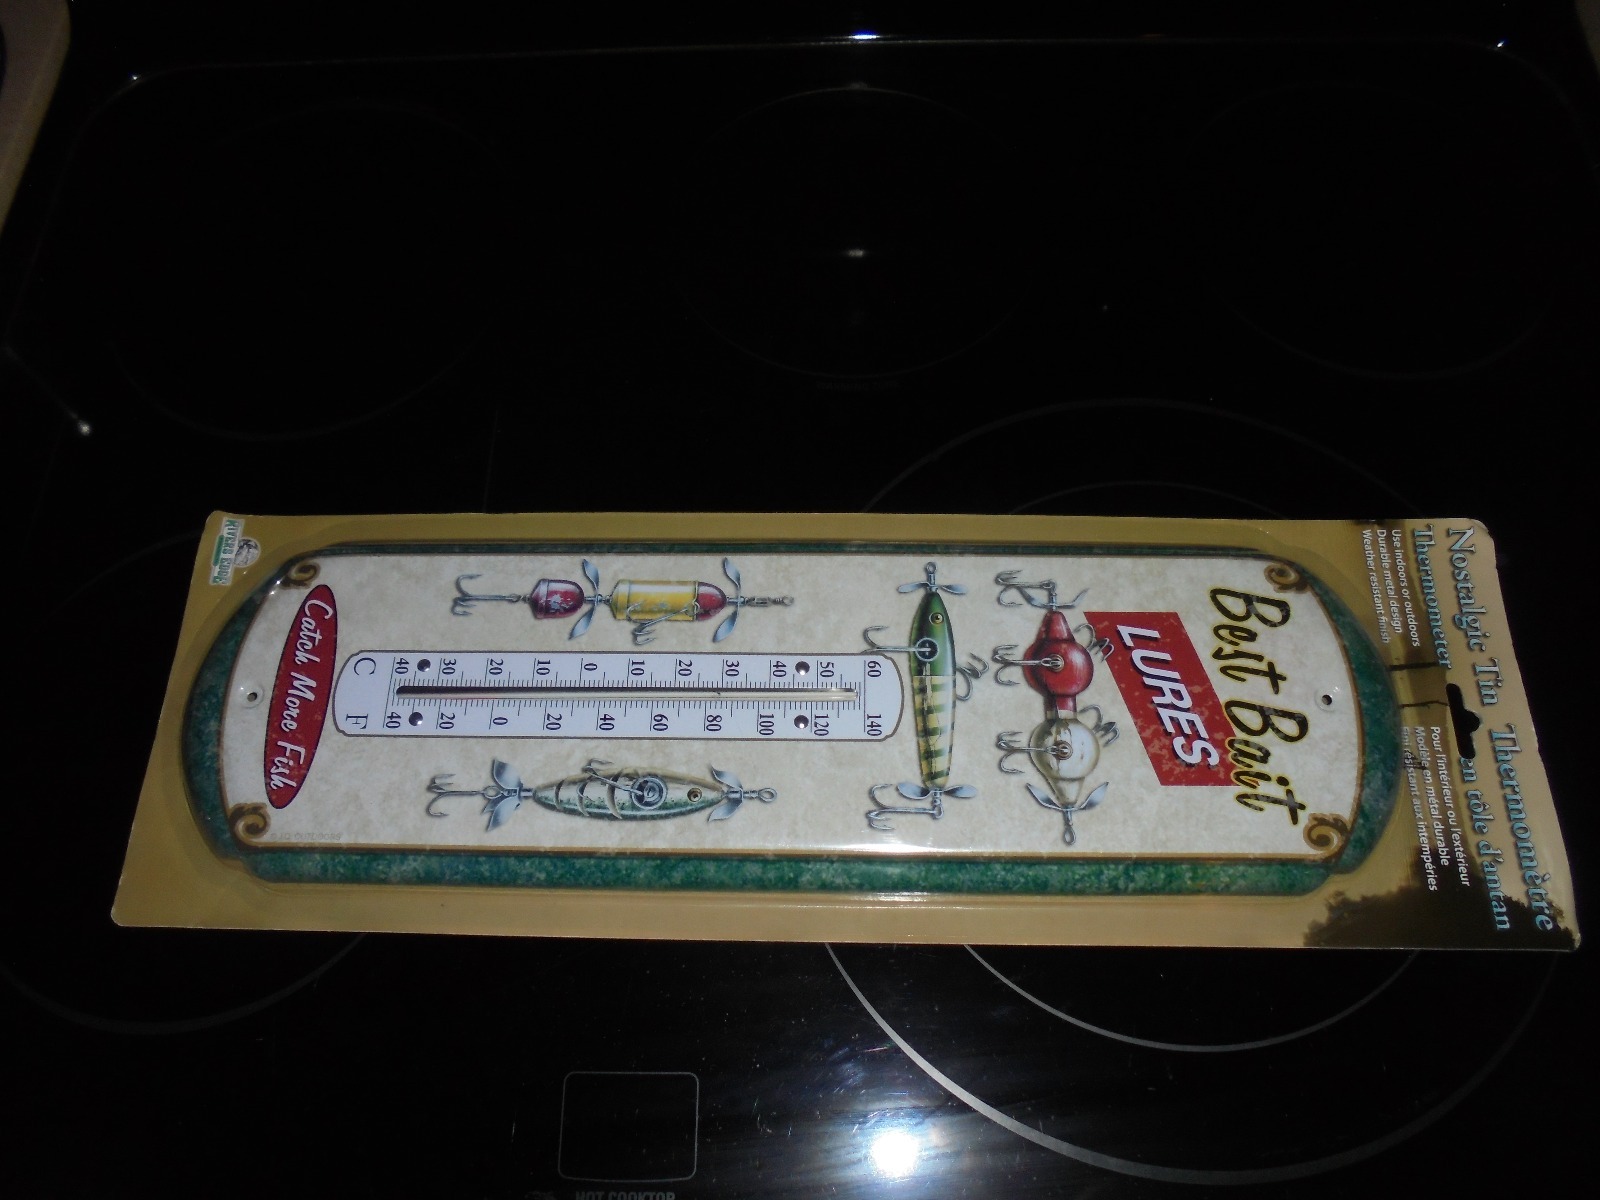 Nostalgic Tin
Thermometer
Use indoors or outdoors
Durable metal design
Weather resistant finish
Thermomètre
en tôle d'antan
Pour l'intérieur ou l'extérieur
Modèle en métal durable
Fini résistant aux intempéries
Best Bait
LURES
60 140
50 120
40 100
30 80
20 60
10 40
0 20
10 0
20 20
30 40
40
C F
Catch More Fish
RIVERS EDGE
HOT COOKTOP